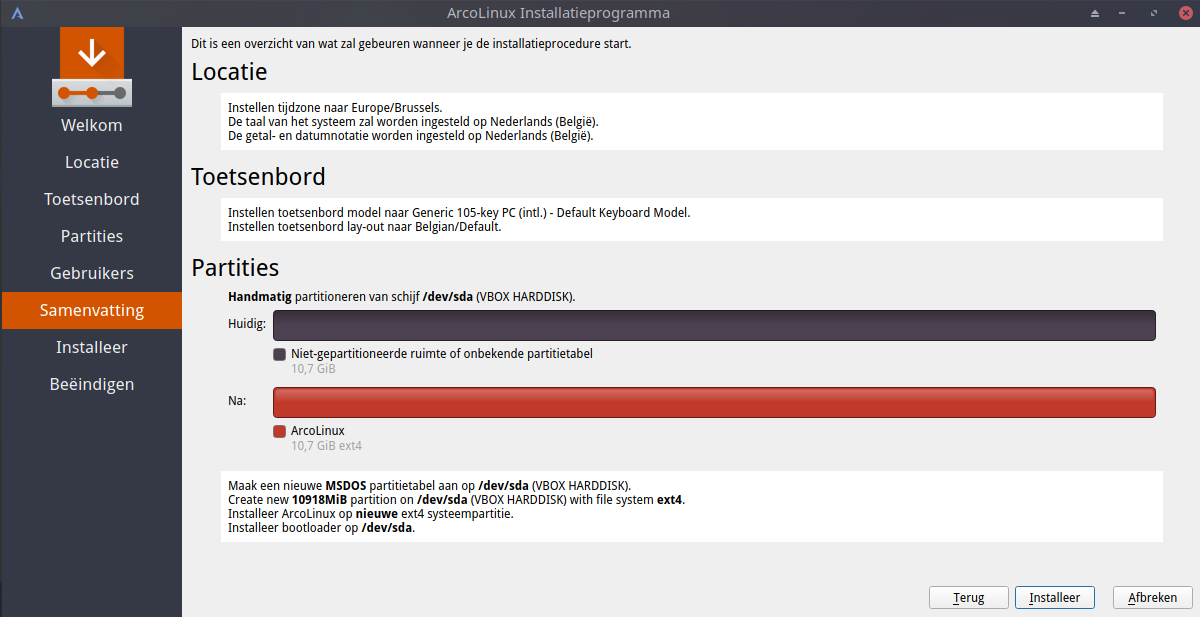 ArcoLinux Installatieprogramma
Welkom
Locatie
Toetsenbord
Partities
Gebruikers
Samenvatting
Installeer
Beëindigen
Dit is een overzicht van wat zal gebeuren wanneer je de installatieprocedure start.
Locatie
Instellen tijdzone naar Europe/Brussels.
De taal van het systeem zal worden ingesteld op Nederlands (België).
De getal- en datumnotatie worden ingesteld op Nederlands (België).
Toetsenbord
Instellen toetsenbord model naar Generic 105-key PC (intl.) - Default Keyboard Model.
Instellen toetsenbord lay-out naar Belgian/Default.
Partities
Handmatig partitioneren van schijf /dev/sda (VBOX HARDDISK).
Huidig:
Niet-gepartitioneerde ruimte of onbekende partitietabel
10,7 GiB
Na:
ArcoLinux
10,7 GiB ext4
Maak een nieuwe MSDOS partitietabel aan op /dev/sda (VBOX HARDDISK).
Create new 10918MiB partition on /dev/sda (VBOX HARDDISK) with file system ext4.
Installeer ArcoLinux op nieuwe ext4 systeempartitie.
Installeer bootloader op /dev/sda.
Terug
Installeer
Afbreken